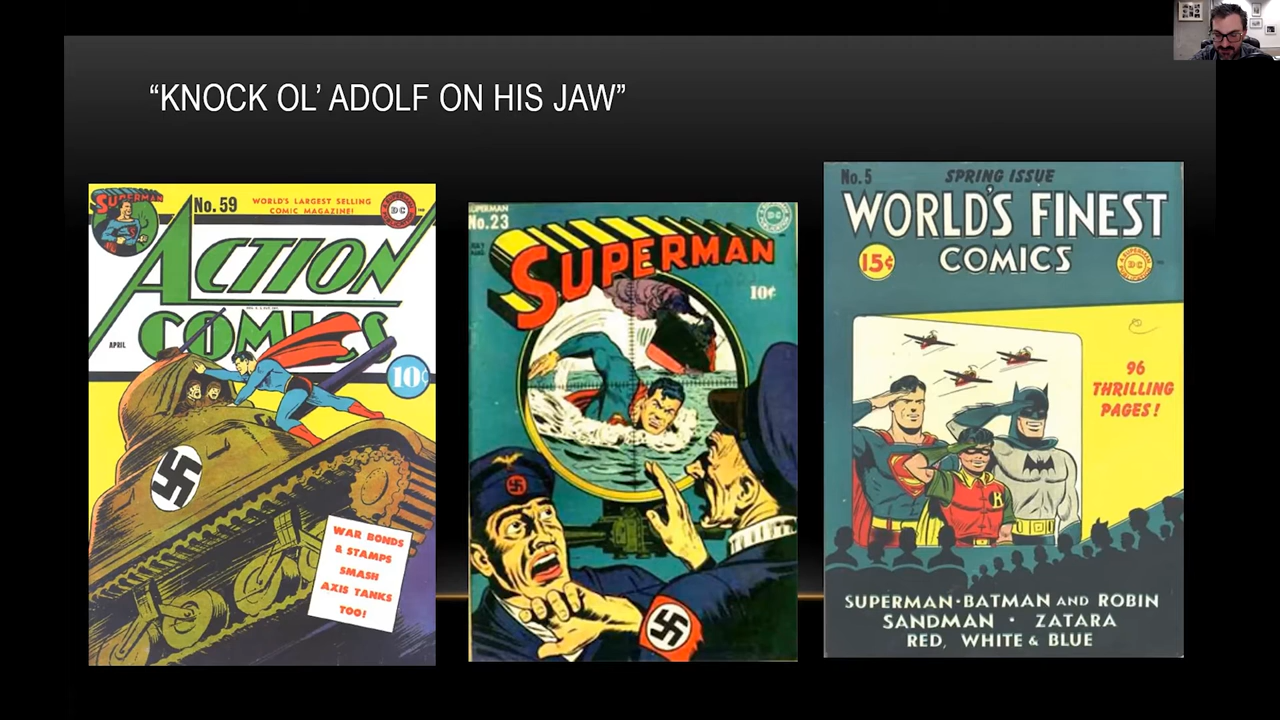 “KNOCK OL’ ADOLF ON HIS JAW”
SUPERMAN
No. 59
WORLD'S LARGEST SELLING
COMIC MAGAZINE!
DC
ACTION
COMICS
APRIL
10¢
WAR BONDS
& STAMPS
SMASH
AXIS TANKS
TOO!
SUPERMAN
No.23
JULY
AUG.
DC
SUPERMAN
10¢
No.5
SPRING ISSUE
WORLD'S FINEST
COMICS
15¢
DC
96
THRILLING
PAGES!
R
SUPERMAN·BATMAN AND ROBIN
SANDMAN · ZATARA
RED, WHITE & BLUE